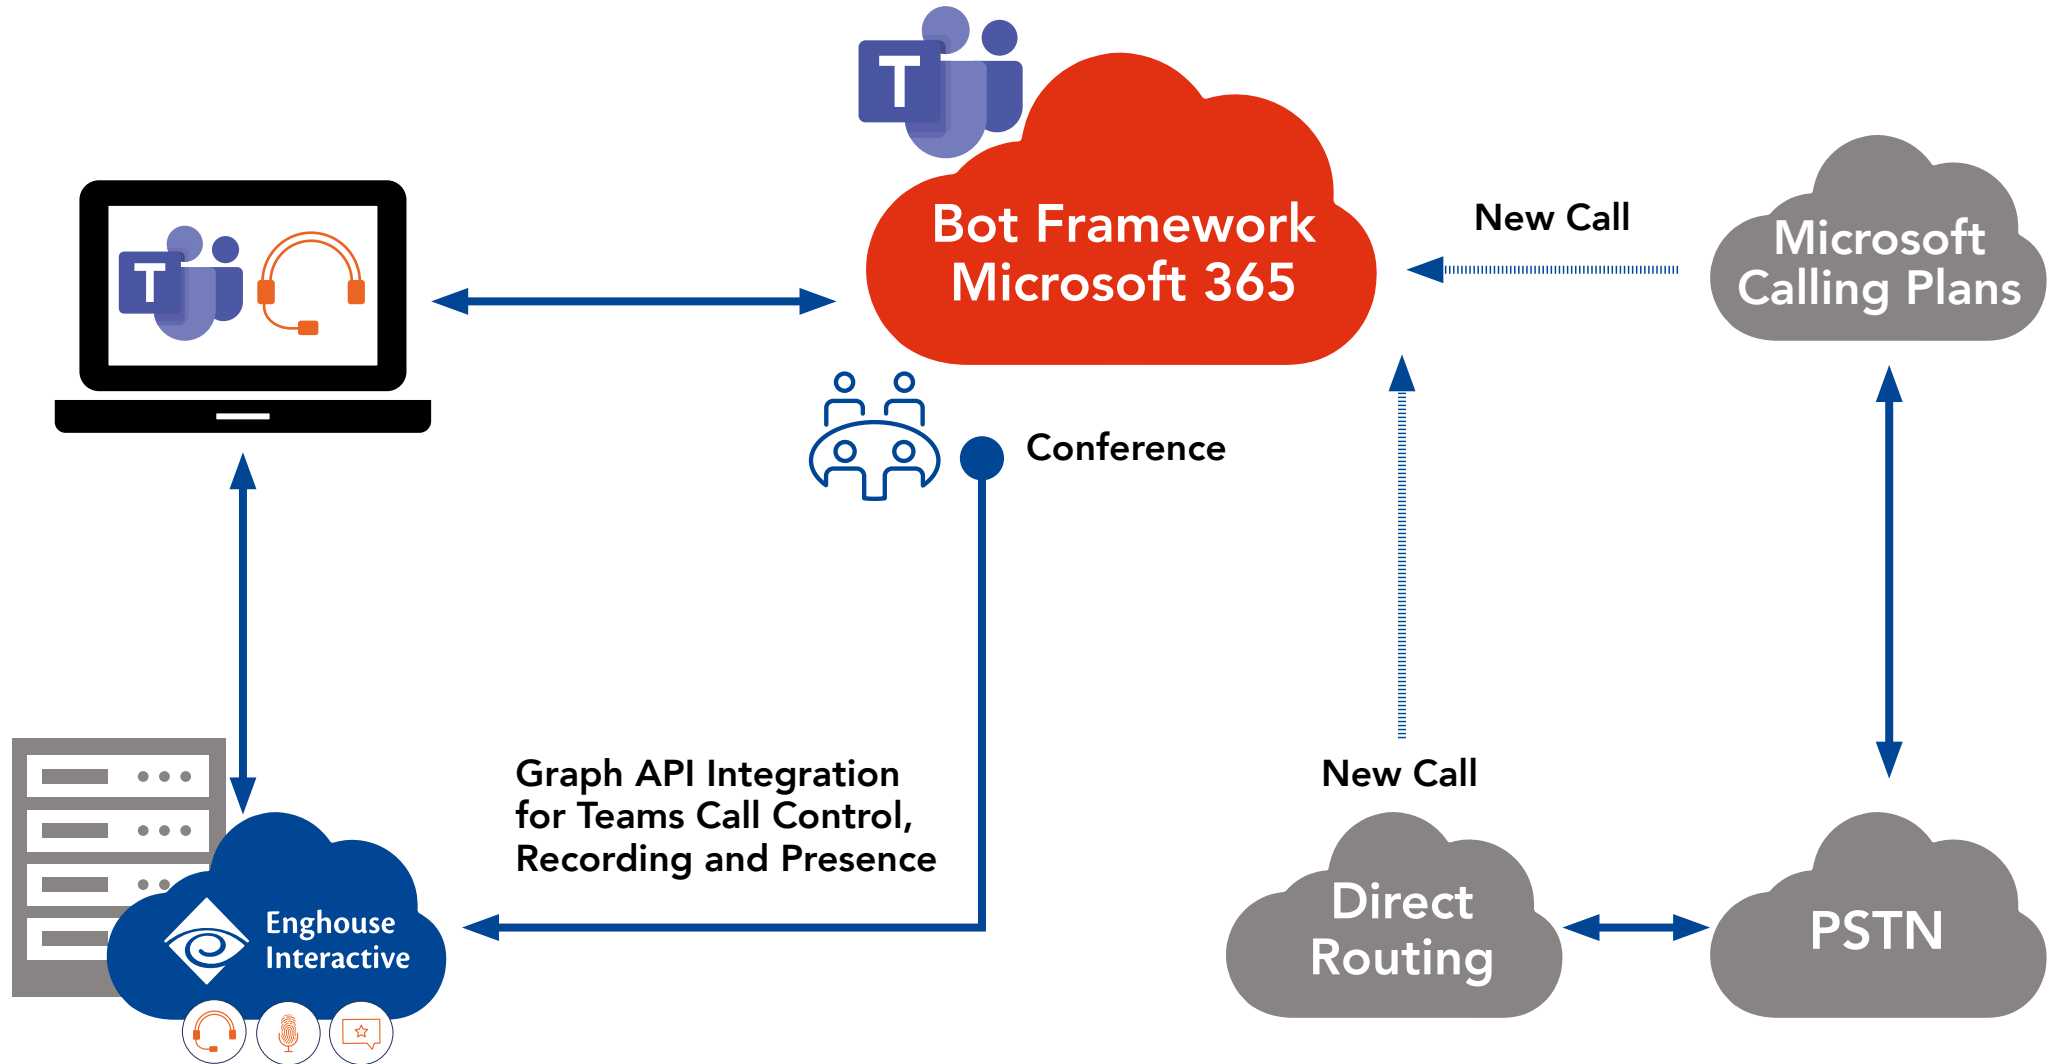 T
Bot Framework
Microsoft 365
New Call
Microsoft
Calling Plans
T
Conference
Graph API Integration
for Teams Call Control,
Recording and Presence
New Call
Enghouse
Interactive
Direct
Routing
PSTN